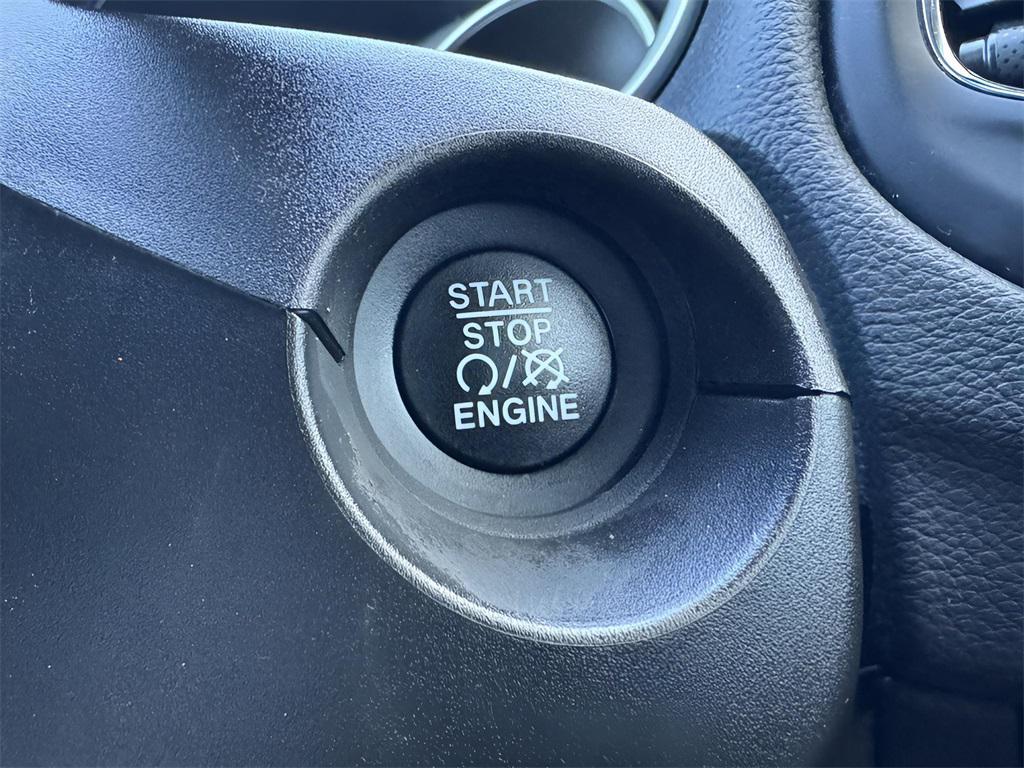 START
STOP
/
ENGINE